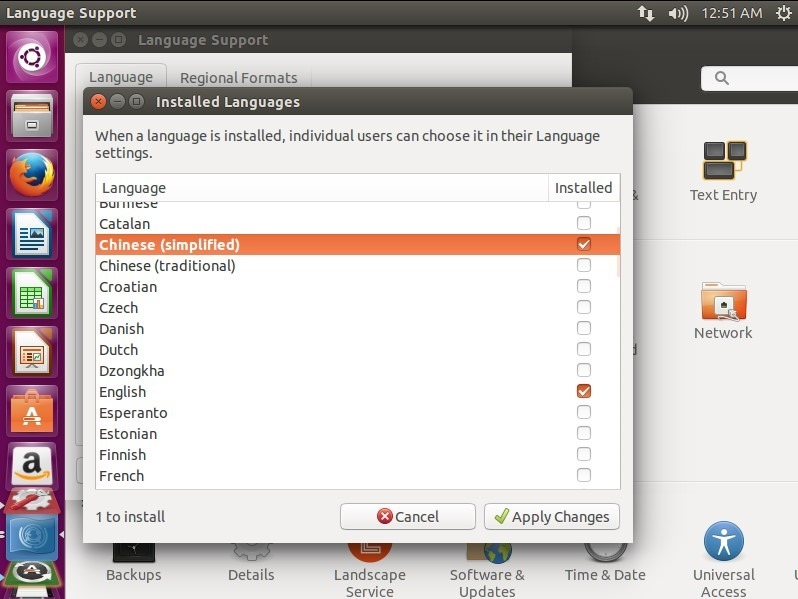 Language Support
12:51 AM
Language Support
Language
Regional Formats
Installed Languages
When a language is installed, individual users can choose it in their Language
settings.
Language
Installed
Burmese
Catalan
Chinese (simplified)
Chinese (traditional)
Croatian
Czech
Danish
Dutch
Dzongkha
English
Esperanto
Estonian
Finnish
French
1 to install
Cancel
Apply Changes
&
Text Entry
Network
d
Backups
Details
Landscape
Service
Software &
Updates
Time & Date
Universal
Access